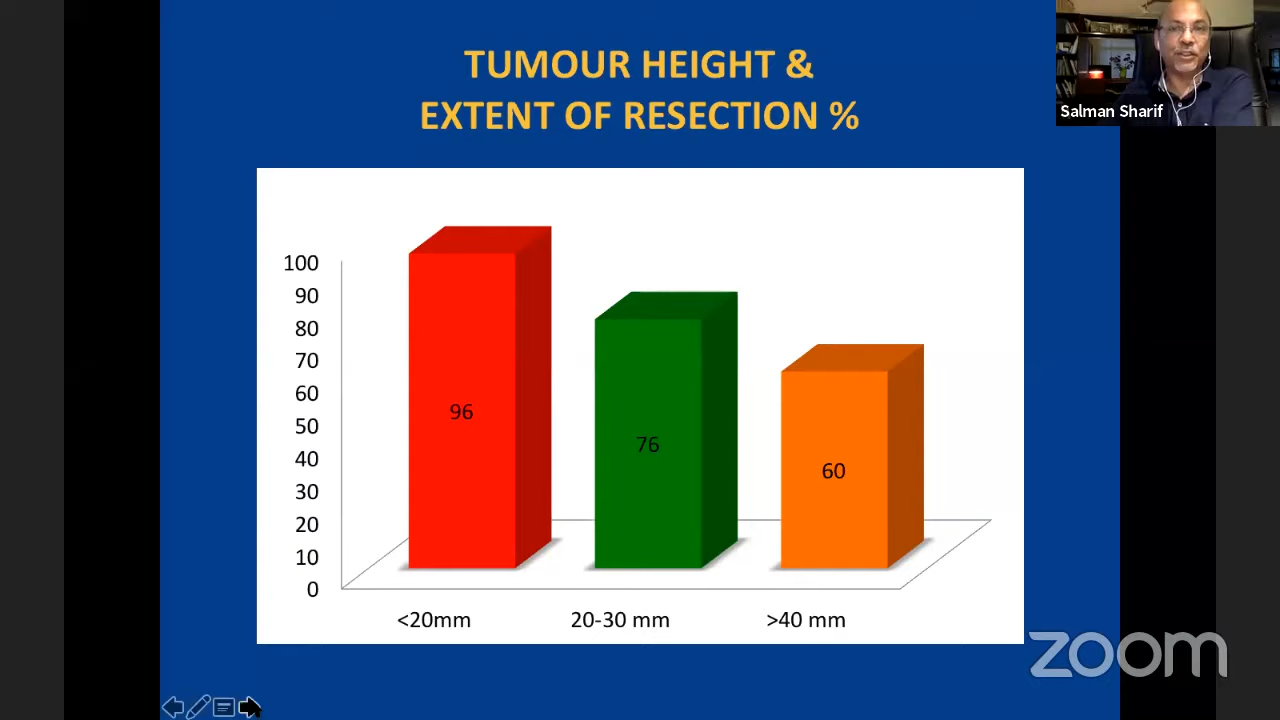 TUMOUR HEIGHT &
EXTENT OF RESECTION %
Salman Sharif
100
90
80
70
60
50
40
30
20
10
0
96
76
60
<20mm
20-30 mm
>40 mm
zoom